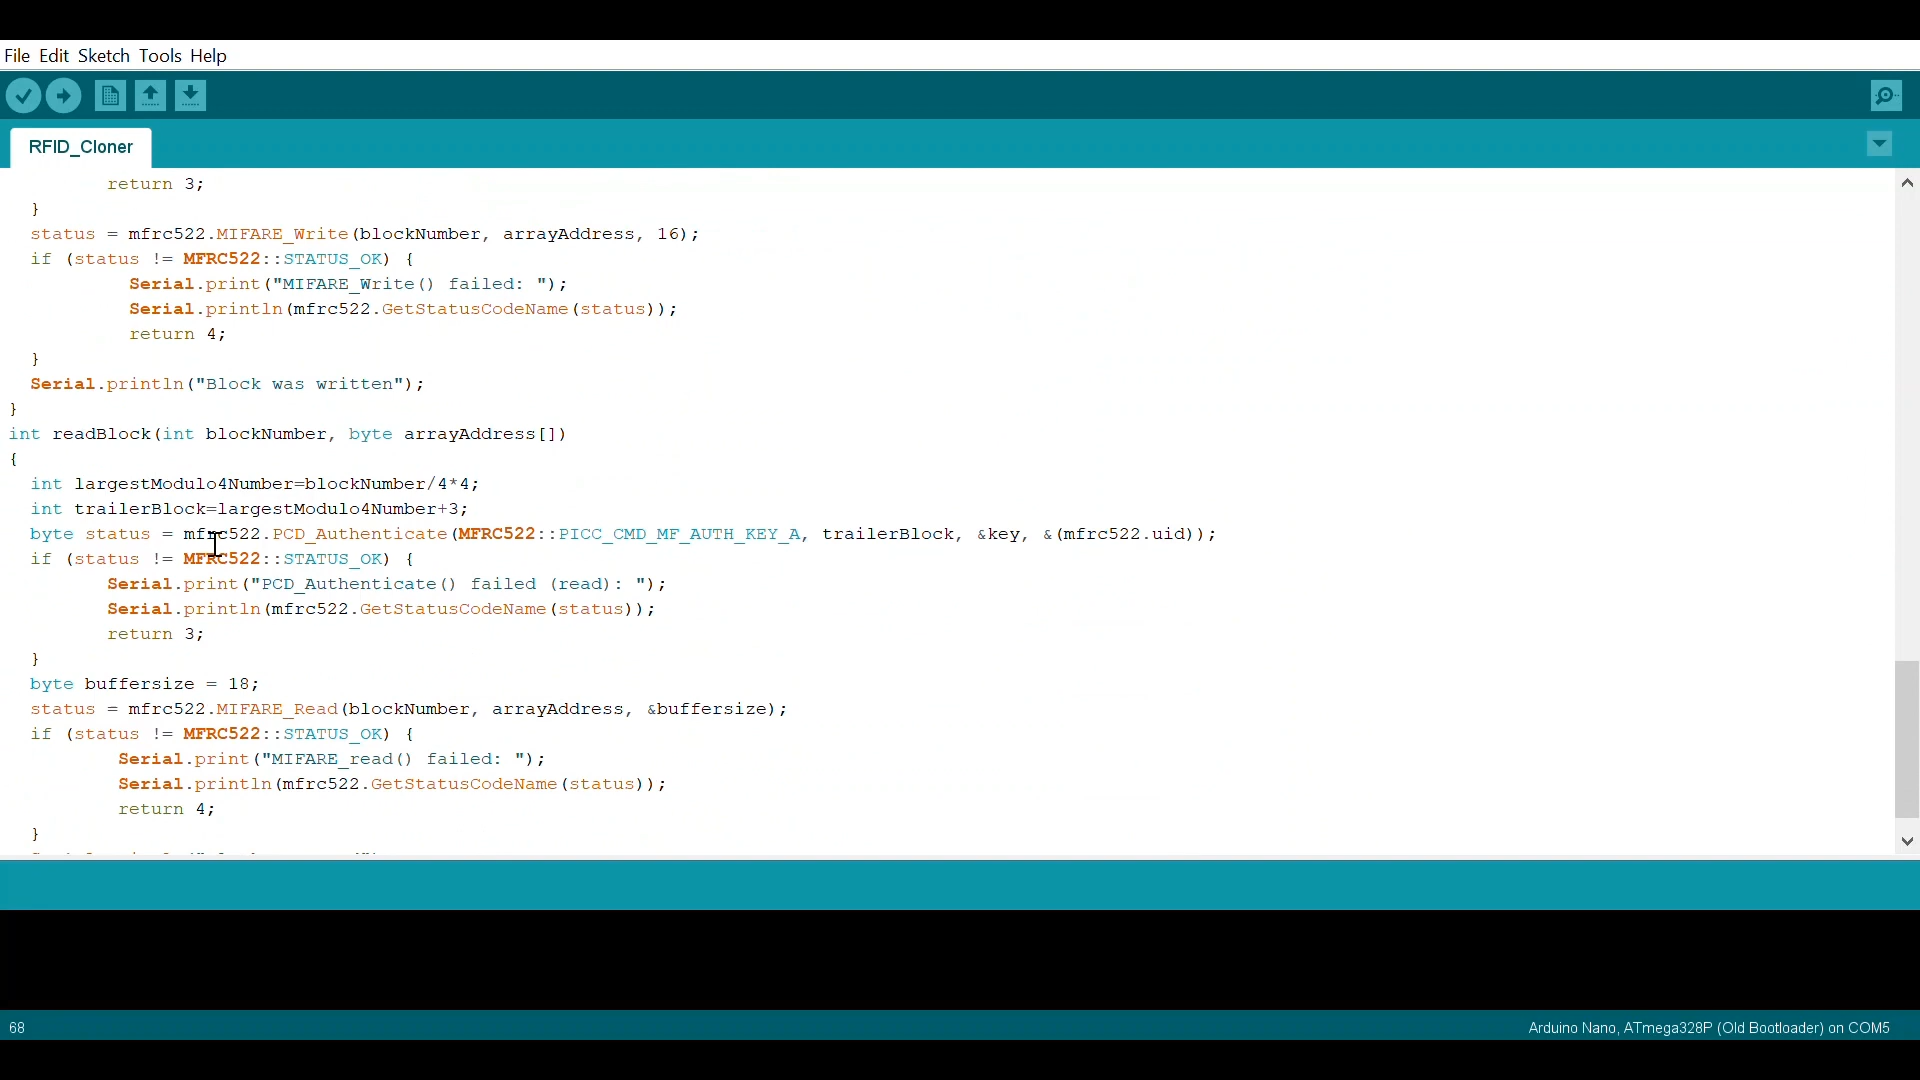 File Edit Sketch Tools Help
RFID_Cloner
return 3;
}
status = mfrc522.MIFARE_Write(blockNumber, arrayAddress, 16);
if (status != MFRC522::STATUS_OK) {
Serial.print("MIFARE_Write() failed: ");
Serial.println(mfrc522.GetStatusCodeName(status));
return 4;
}
Serial.println("Block was written");
}
int readBlock(int blockNumber, byte arrayAddress[])
{
int largestModulo4Number=blockNumber/4*4;
int trailerBlock=largestModulo4Number+3;
byte status = mfrc522.PCD_Authenticate(MFRC522::PICC_CMD_MF_AUTH_KEY_A, trailerBlock, &key, &(mfrc522.uid));
if (status != MFRC522::STATUS_OK) {
Serial.print("PCD_Authenticate() failed (read): ");
Serial.println(mfrc522.GetStatusCodeName(status));
return 3;
}
byte buffersize = 18;
status = mfrc522.MIFARE_Read(blockNumber, arrayAddress, &buffersize);
if (status != MFRC522::STATUS_OK) {
Serial.print("MIFARE_read() failed: ");
Serial.println(mfrc522.GetStatusCodeName(status));
return 4;
}
68
Arduino Nano, ATmega328P (Old Bootloader) on COM5